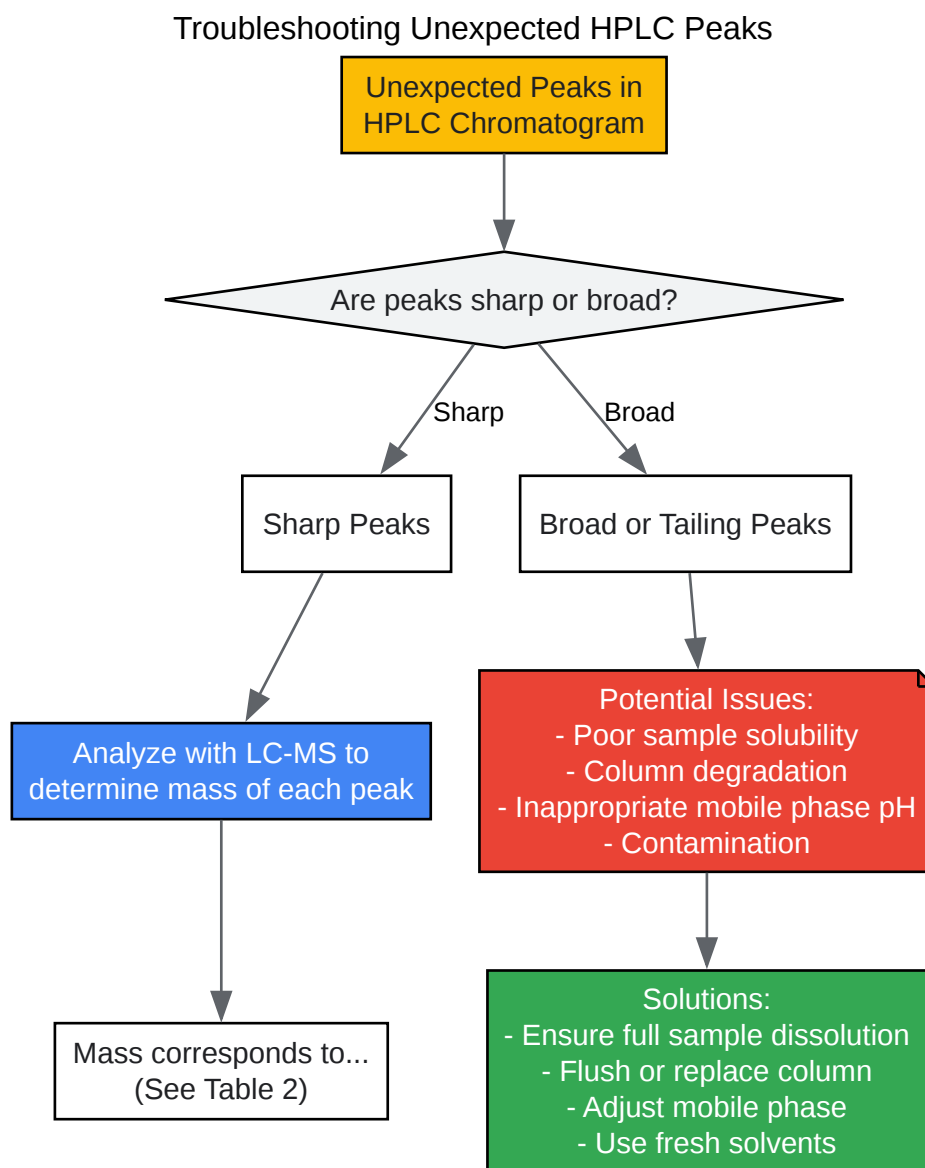 Troubleshooting Unexpected HPLC Peaks
Unexpected Peaks in
HPLC Chromatogram
Are peaks sharp or broad?
Sharp
Broad
Sharp Peaks
Broad or Tailing Peaks
Analyze with LC-MS to
determine mass of each peak
Potential Issues:
- Poor sample solubility
- Column degradation
- Inappropriate mobile phase pH
- Contamination
Mass corresponds to...
(See Table 2)
Solutions:
- Ensure full sample dissolution
- Flush or replace column
- Adjust mobile phase
- Use fresh solvents